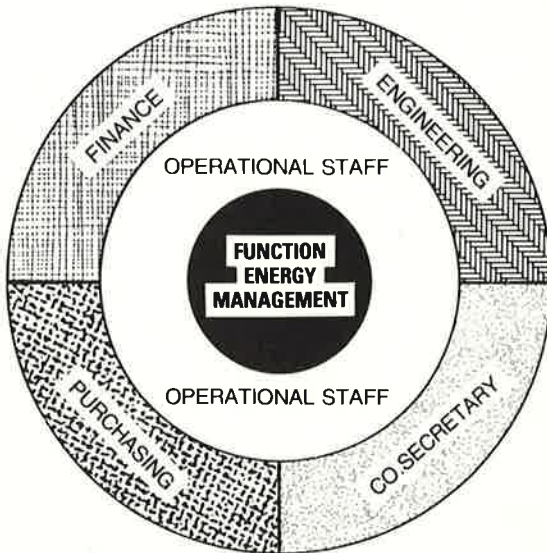 FINANCE
ENGINEERING
OPERATIONAL STAFF
FUNCTION
ENERGY
MANAGEMENT
OPERATIONAL STAFF
PURCHASING
CO.SECRETARY